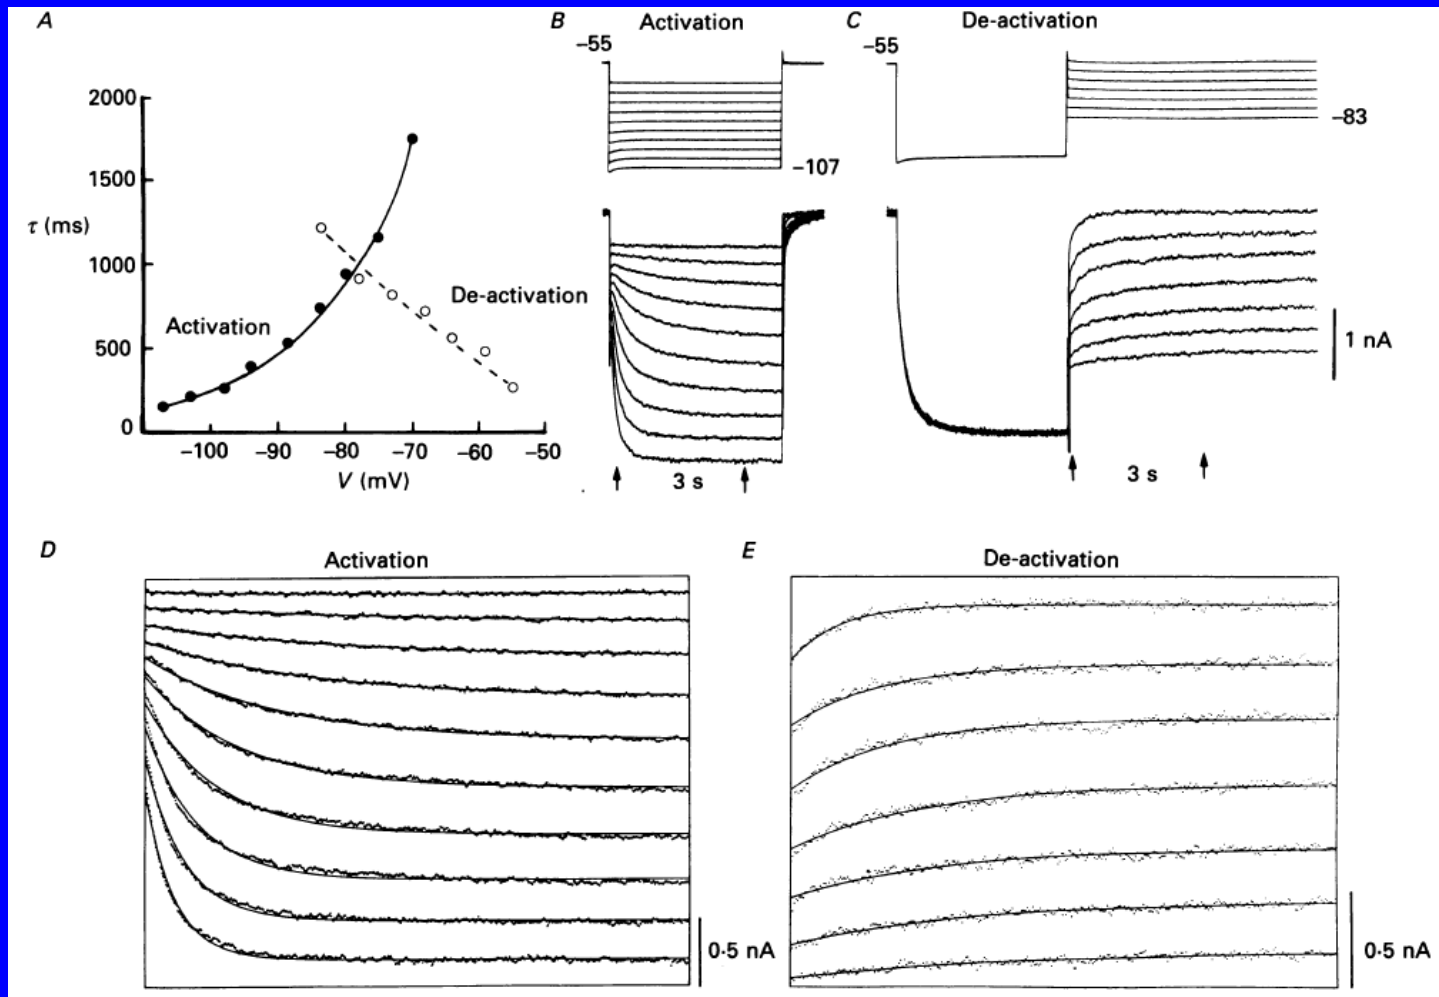 A
B Activation
C De-activation
−55
−55
−107
−83
2000
1500
1000
500
0
τ (ms)
Activation
De-activation
−100 −90 −80 −70 −60 −50
V (mV)
3 s
3 s
1 nA
D Activation
E De-activation
0·5 nA
0·5 nA